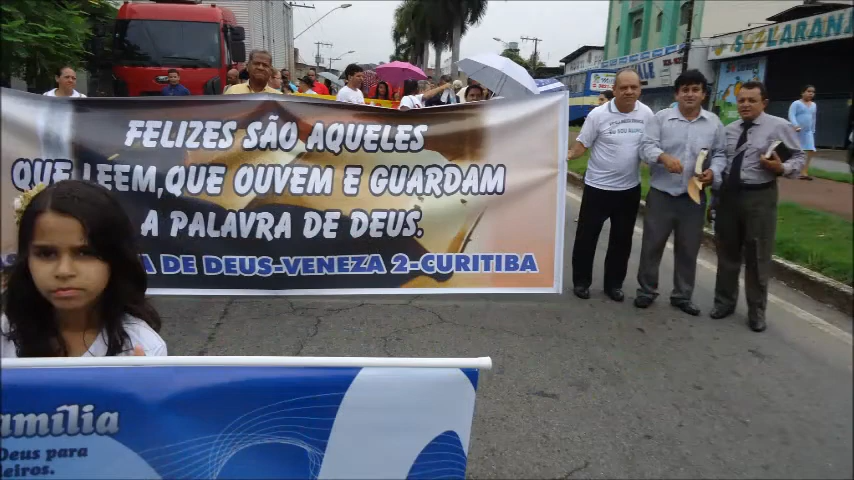 FELIZES SÃO AQUELES
QUE LEEM, QUE OUVEM E GUARDAM
A PALAVRA DE DEUS.
DE DEUS-VENEZA 2-CURITIBA
amília
Deus para
LARANJA